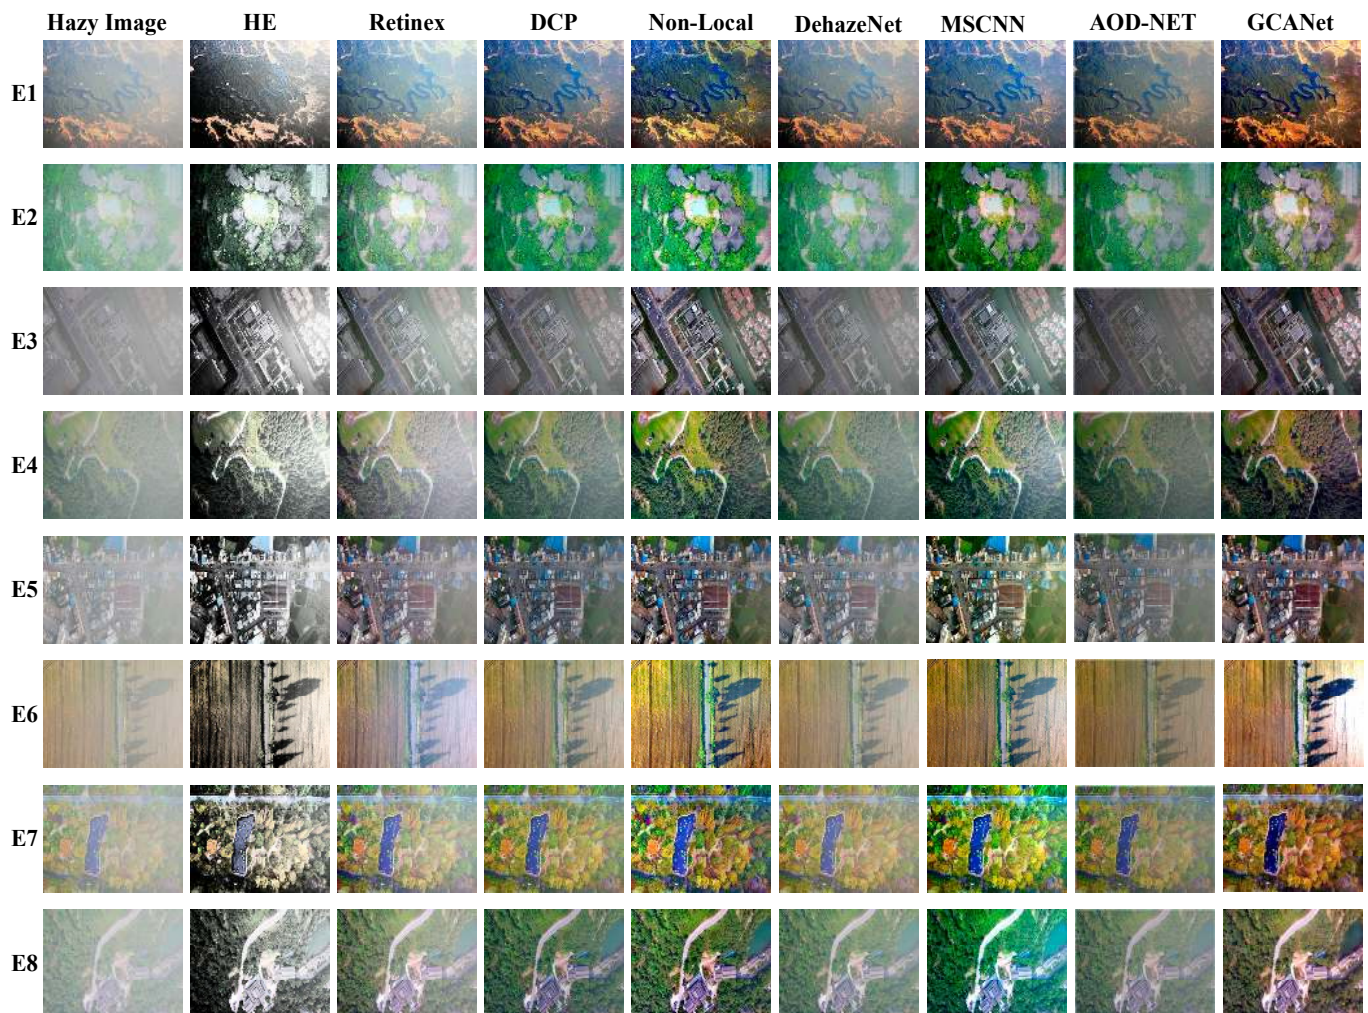 Hazy Image HE Retinex DCP Non-Local DehazeNet MSCNN AOD-NET GCANet
E1
E2
E3
E4
E5
E6
E7
E8